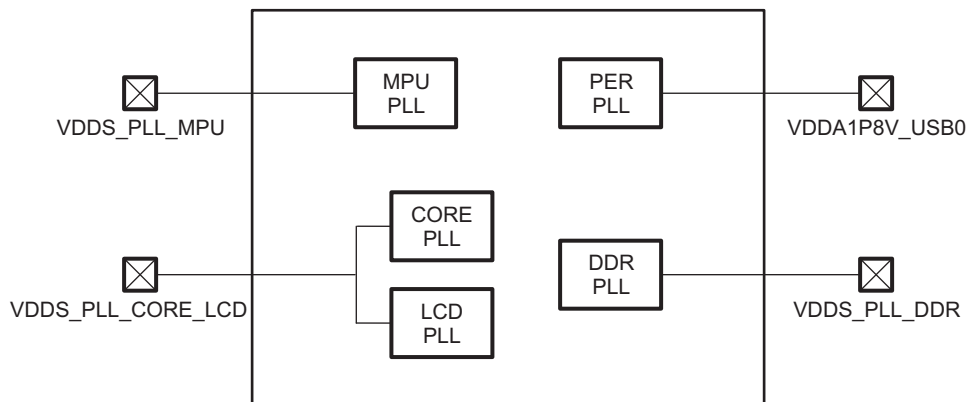 MPU
PLL
PER
PLL
VDDS_PLL_MPU
VDDA1P8V_USB0
CORE
PLL
DDR
PLL
LCD
PLL
VDDS_PLL_CORE_LCD
VDDS_PLL_DDR